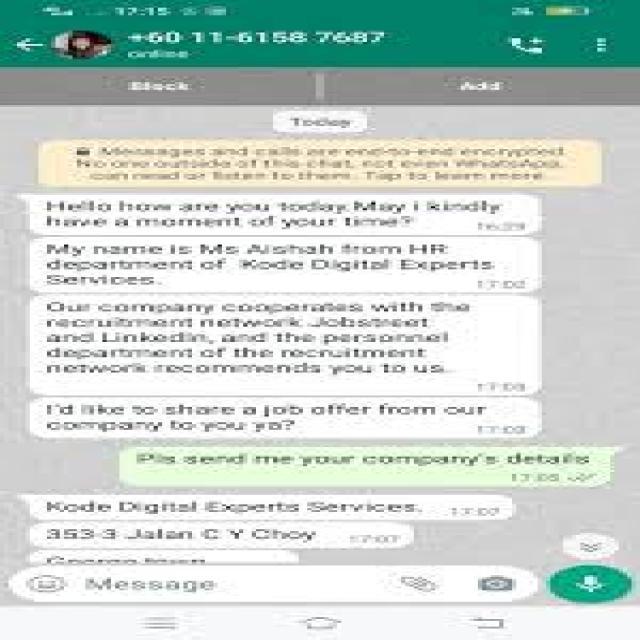 17:15
+60 11-6158 7687
online
Block
Add
Today
Messages and calls are end-to-end encrypted.
No one outside of this chat, not even WhatsApp,
can read or listen to them. Tap to learn more.
Hello how are you today.May i kindly
have a moment of your time?
16:29
My name is Ms Aishah from HR
department of Kode Digital Experts
Services.
17:02
Our company cooperates with the
recruitment network Jobstreet
and LinkedIn, and the personnel
department of the recruitment
network recommends you to us.
17:03
I'd like to share a job offer from our
company to you ya?
17:03
Pls send me your company's details
17:05
Kode Digital Experts Services.
17:07
353-3 Jalan C Y Choy
17:07
George town
Message